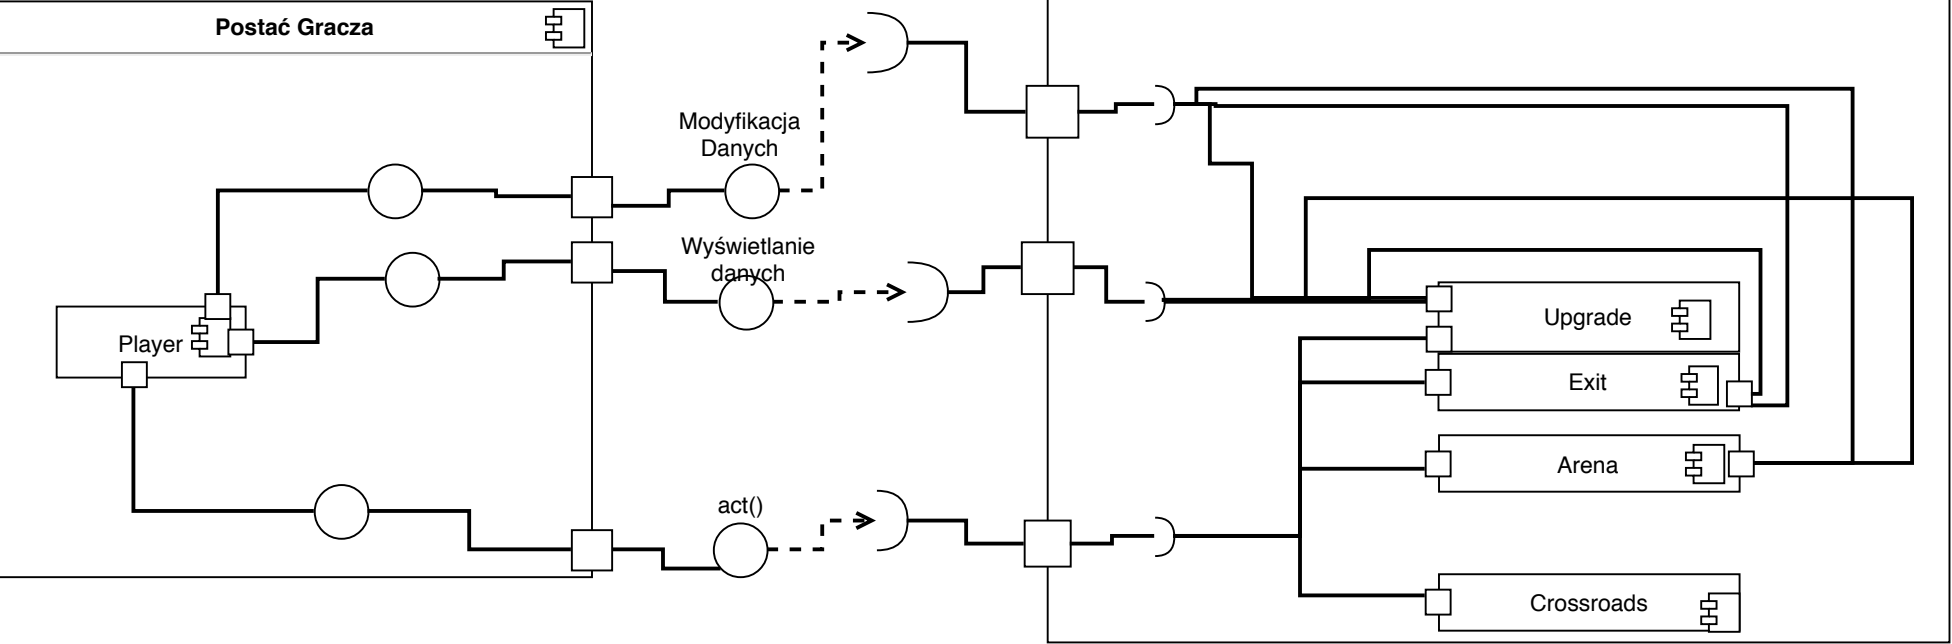 Postać Gracza
Modyfikacja
Danych
Wyświetlanie
danych
Player
Upgrade
Exit
Arena
act()
Crossroads